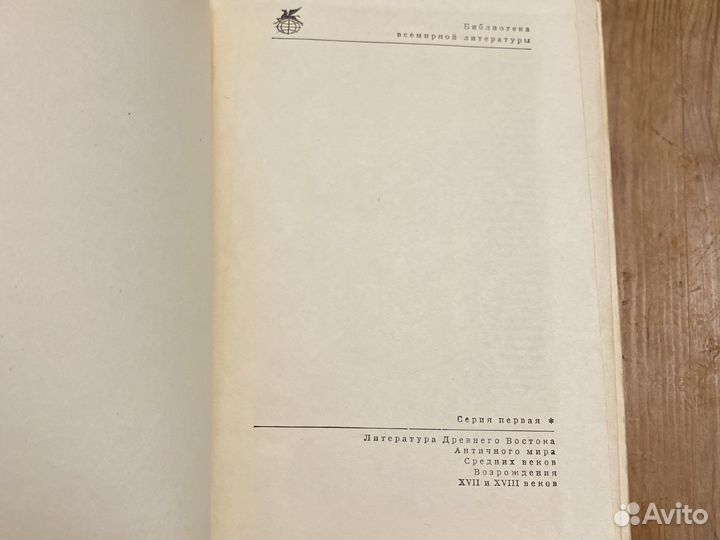 Библиотека
всемирной литературы
Серия первая *
Литература Древнего Востока
Античного мира
Средних веков
Возрождения
XVII и XVIII веков
Avito